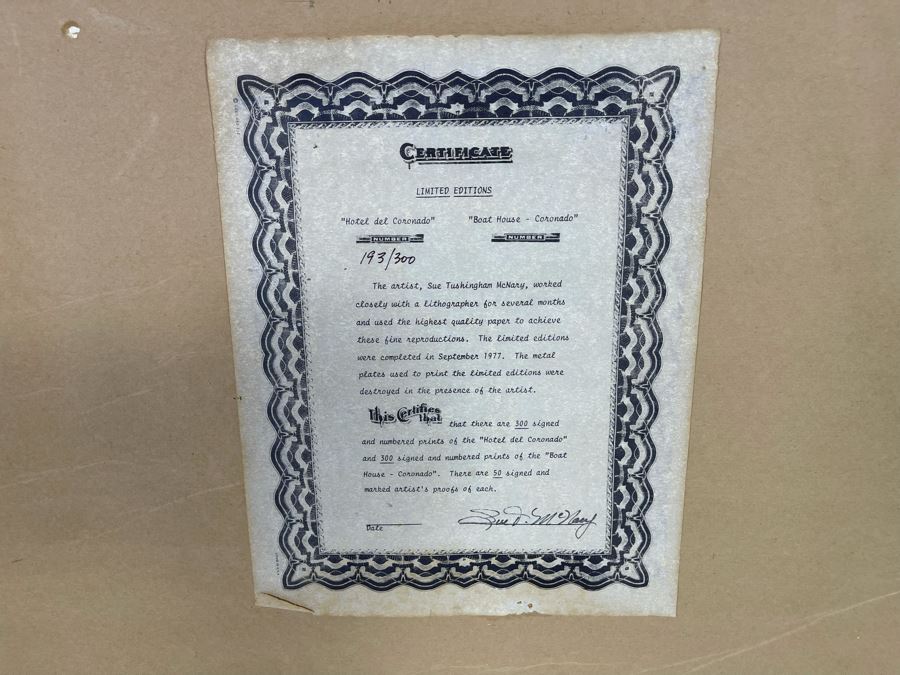 CERTIFICATE
LIMITED EDITIONS
"Hotel del Coronado" "Boat House - Coronado"
NUMBER NUMBER
193/300
The artist, Sue Tushingham McNary, worked
closely with a lithographer for several months
and used the highest quality paper to achieve
these fine reproductions. The limited editions
were completed in September 1977. The metal
plates used to print the limited editions were
destroyed in the presence of the artist.
This Certifies
that that there are 300 signed
and numbered prints of the "Hotel del Coronado"
and 300 signed and numbered prints of the "Boat
House - Coronado". There are 50 signed and
marked artist's proofs of each.
Date Sue T. McNary